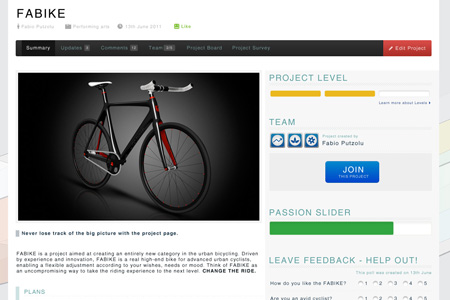 FABIKE
Fabio Putzolu Performing arts 13th June 2011 Like
Summary Updates Comments Team Project Board Project Survey Edit Project
PROJECT LEVEL
Learn more about Levels
TEAM
Project created by
Fabio Putzolu
JOIN
THIS PROJECT
PASSION SLIDER
Never lose track of the big picture with the project page.
FABIKE is a project aimed at creating an entirely new category in the urban bicycling. Driven
by experience and innovation, FABIKE is a real high-end bike for advanced urban cyclists,
enabling a flexible adjustment according to your wishes, needs or mood. Think of FABIKE as
an uncompromising way to take the riding experience to the next level. CHANGE THE RIDE.
PLANS
LEAVE FEEDBACK - HELP OUT!
This poll was created on 13th June
How do you like the FABIKE? 1 2 3 4 5
Are you an avid cyclist? 1 2 3 4 5